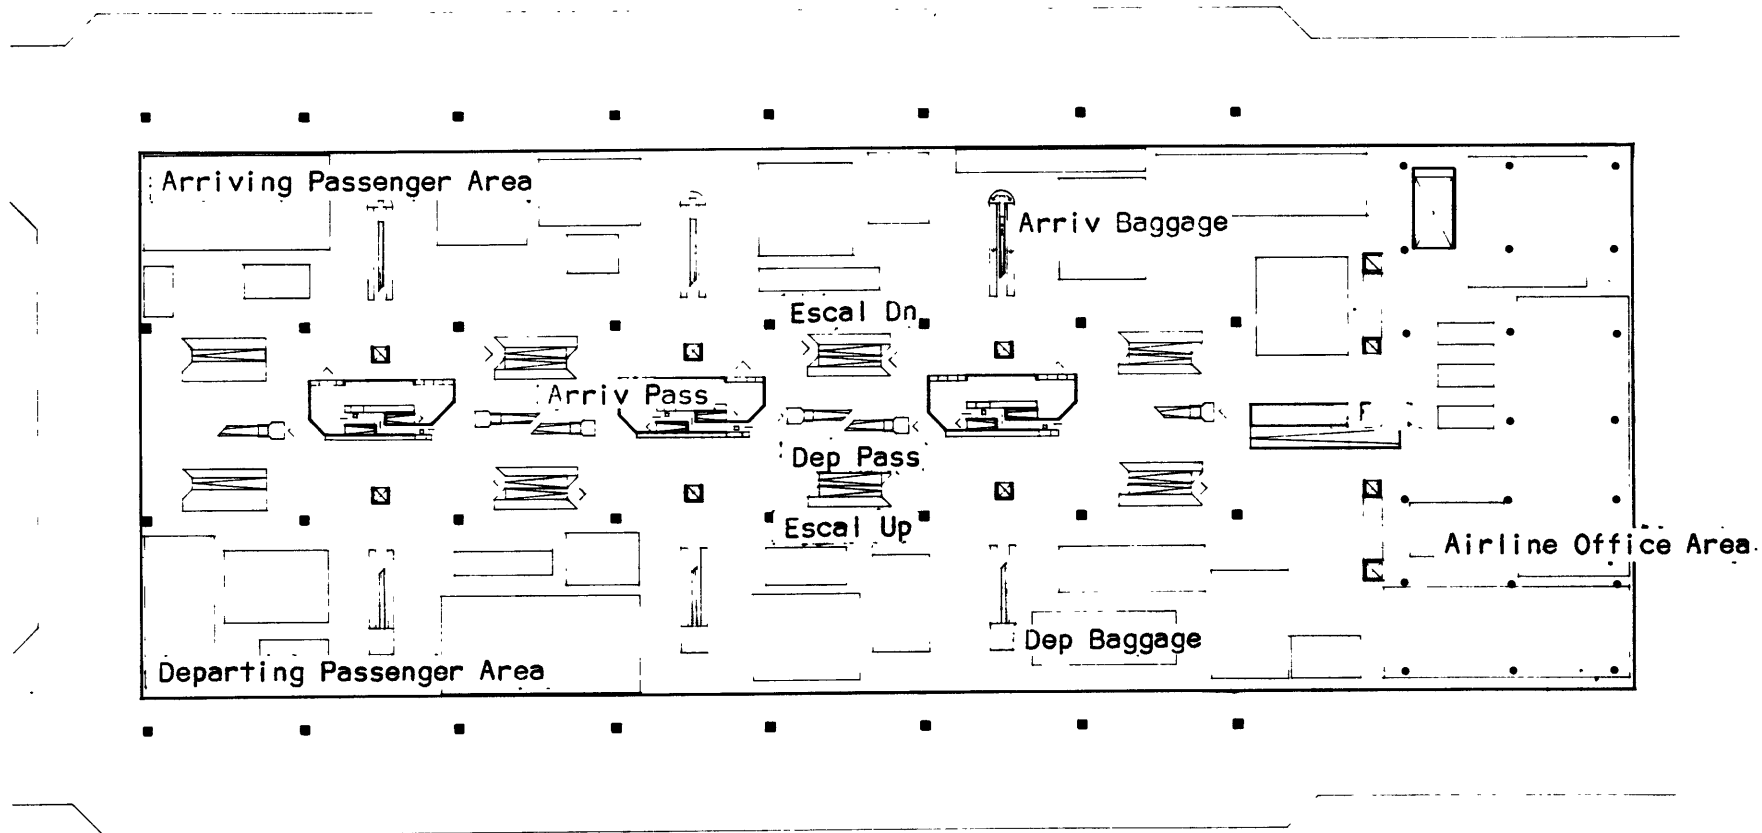 Arriving Passenger Area
Arriv Baggage
Escal Dn
Arriv Pass
Dep Pass
Escal Up
Airline Office Area
Dep Baggage
Departing Passenger Area